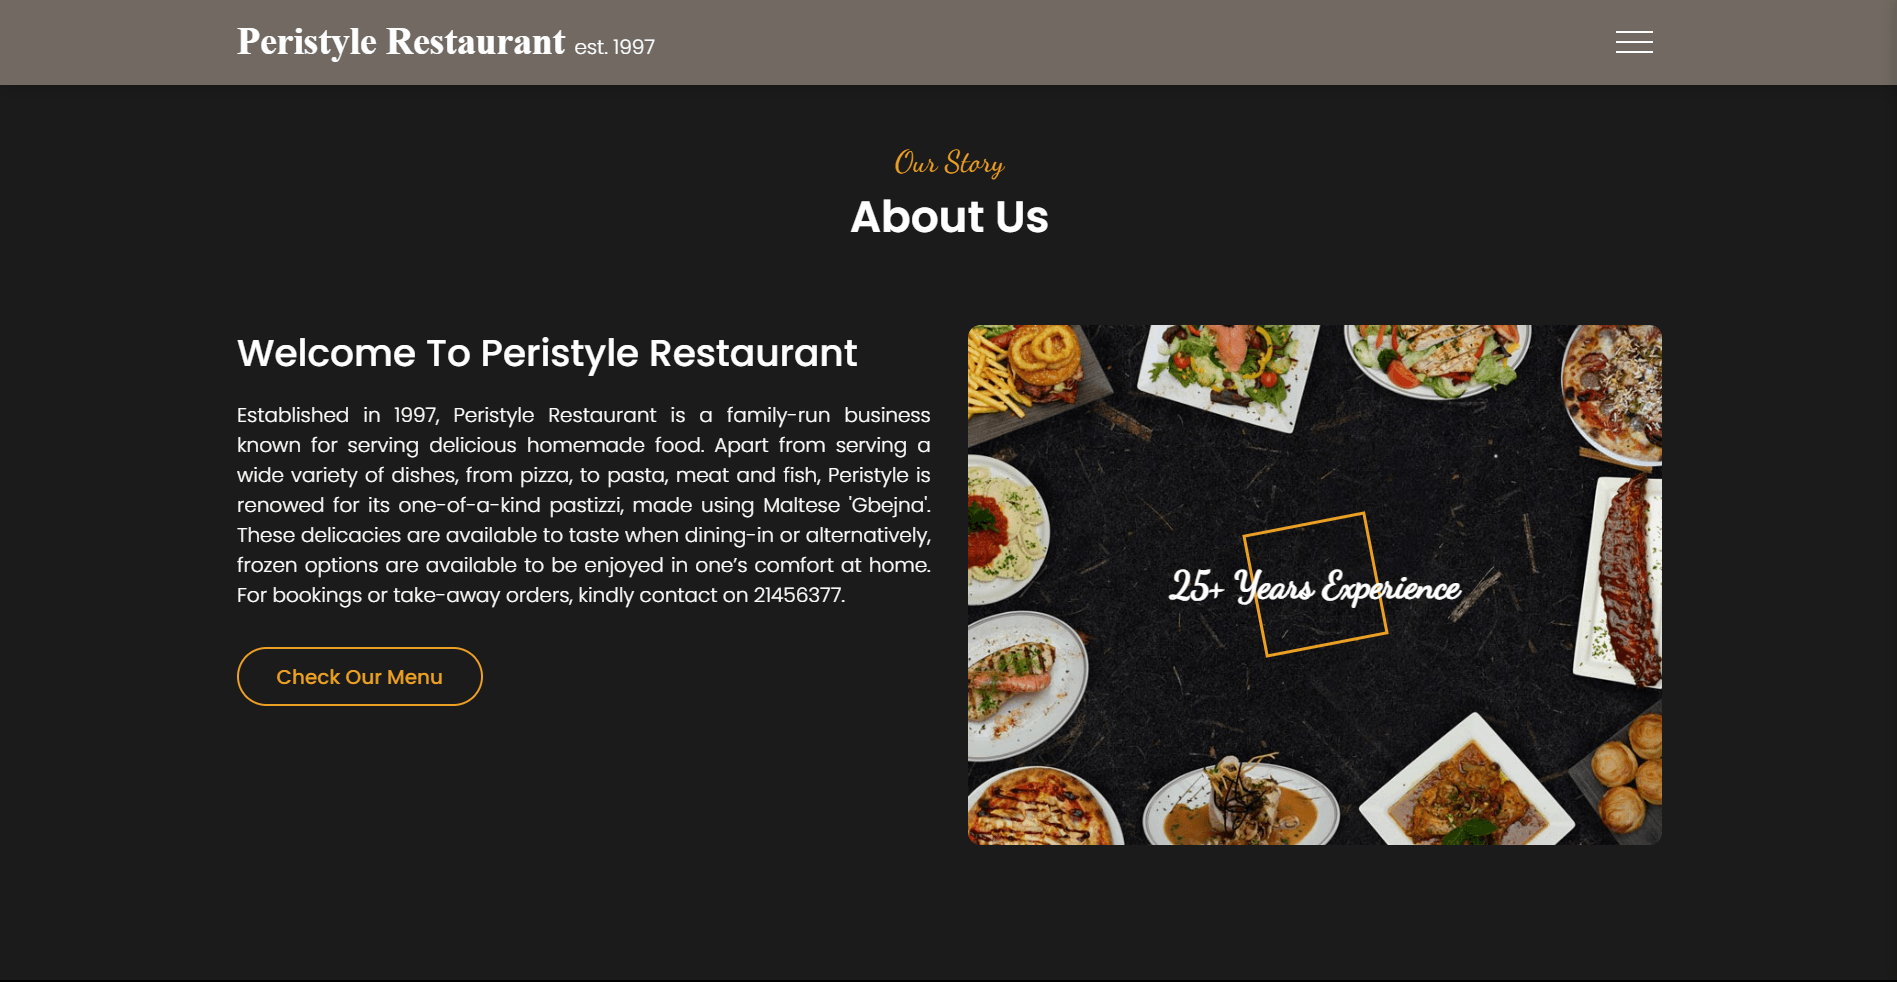 Peristyle Restaurant est. 1997
Our Story
About Us
Welcome To Peristyle Restaurant
Established in 1997, Peristyle Restaurant is a family-run business
known for serving delicious homemade food. Apart from serving a
wide variety of dishes, from pizza, to pasta, meat and fish, Peristyle is
renowed for its one-of-a-kind pastizzi, made using Maltese 'Gbejna'.
These delicacies are available to taste when dining-in or alternatively,
frozen options are available to be enjoyed in one’s comfort at home.
For bookings or take-away orders, kindly contact on 21456377.
Check Our Menu
25+ Years Experience